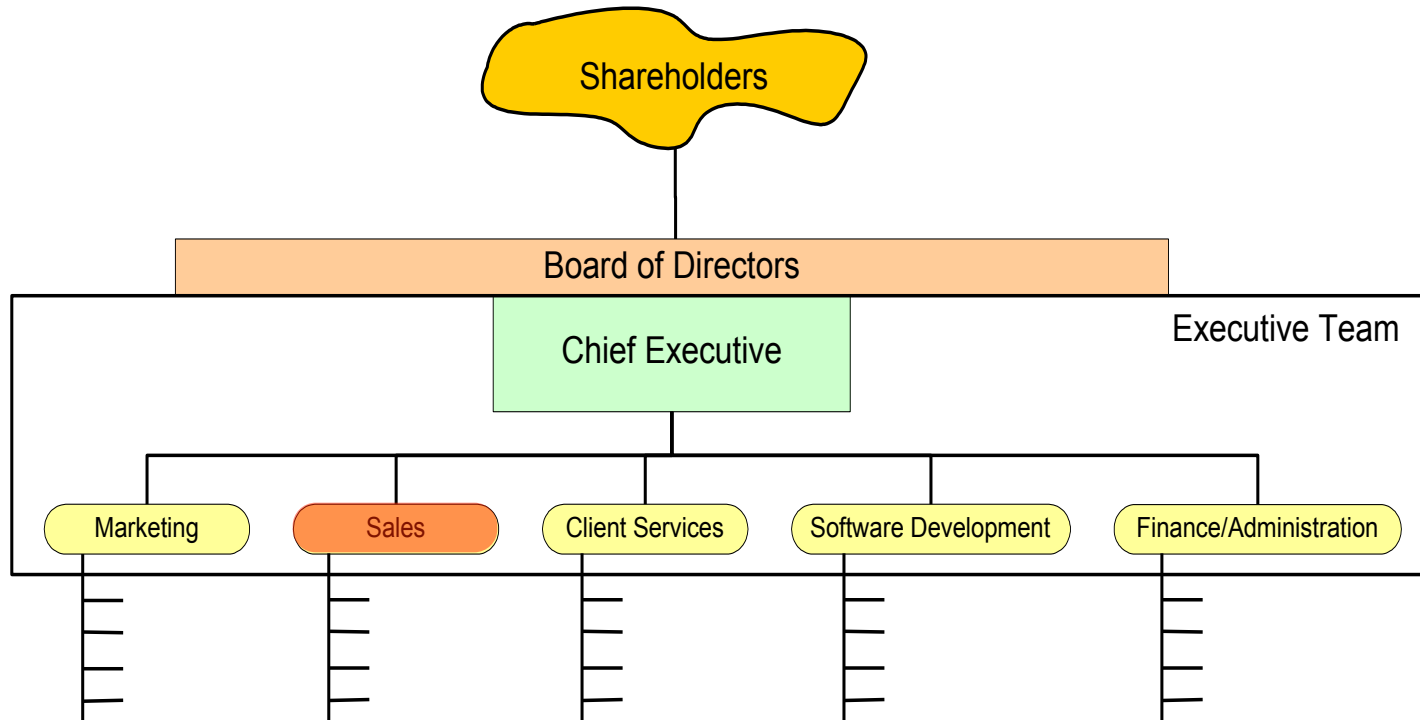 Shareholders
Board of Directors
Executive Team
Chief Executive
Marketing
Sales
Client Services
Software Development
Finance/Administration